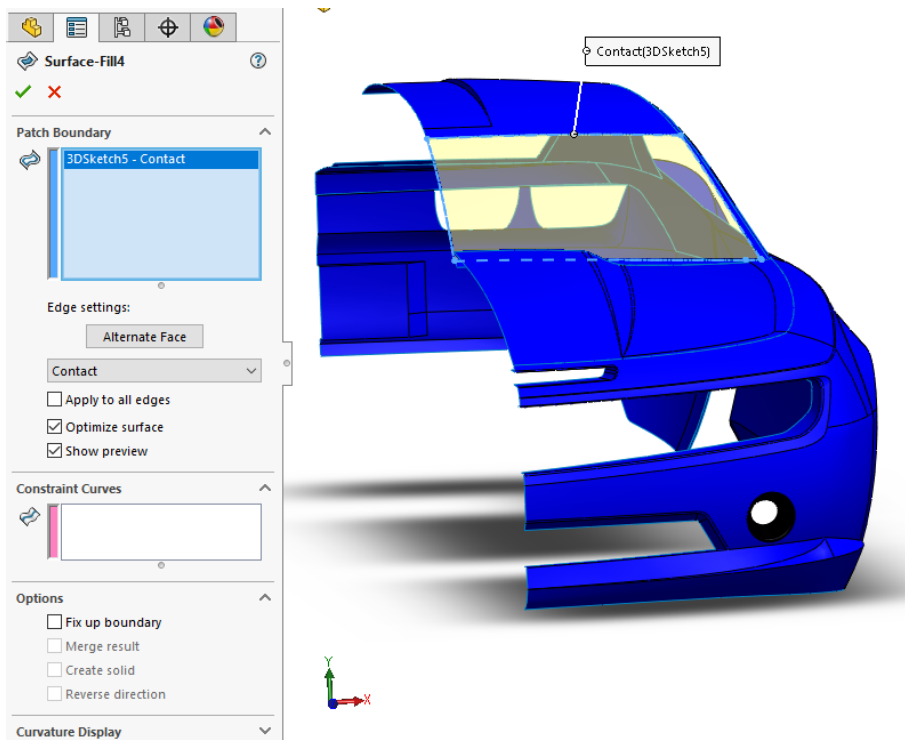 Surface-Fill4
Contact(3DSketch5)
Patch Boundary
3DSketch5 - Contact
Edge settings:
Alternate Face
Contact
Apply to all edges
Optimize surface
Show preview
Constraint Curves
Options
Fix up boundary
Merge result
Create solid
Reverse direction
Curvature Display
Y
X